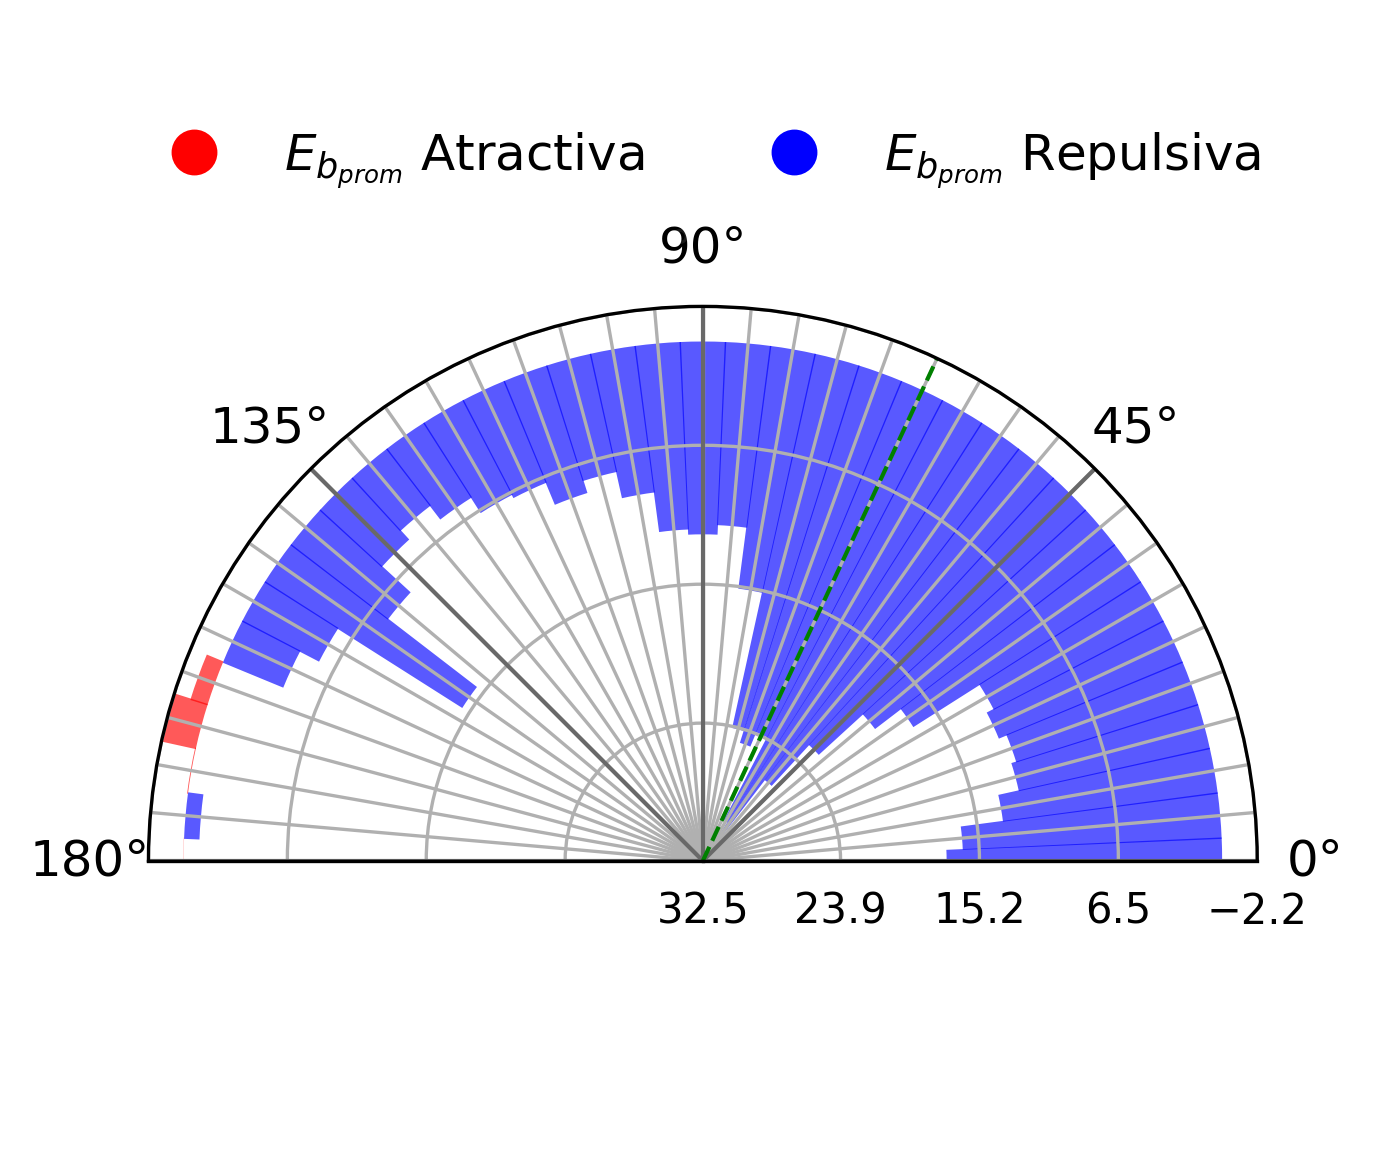 E_{b_{prom}} Atractiva E_{b_{prom}} Repulsiva
90°
135° 45°
180° 0°
32.5 23.9 15.2 6.5 −2.2